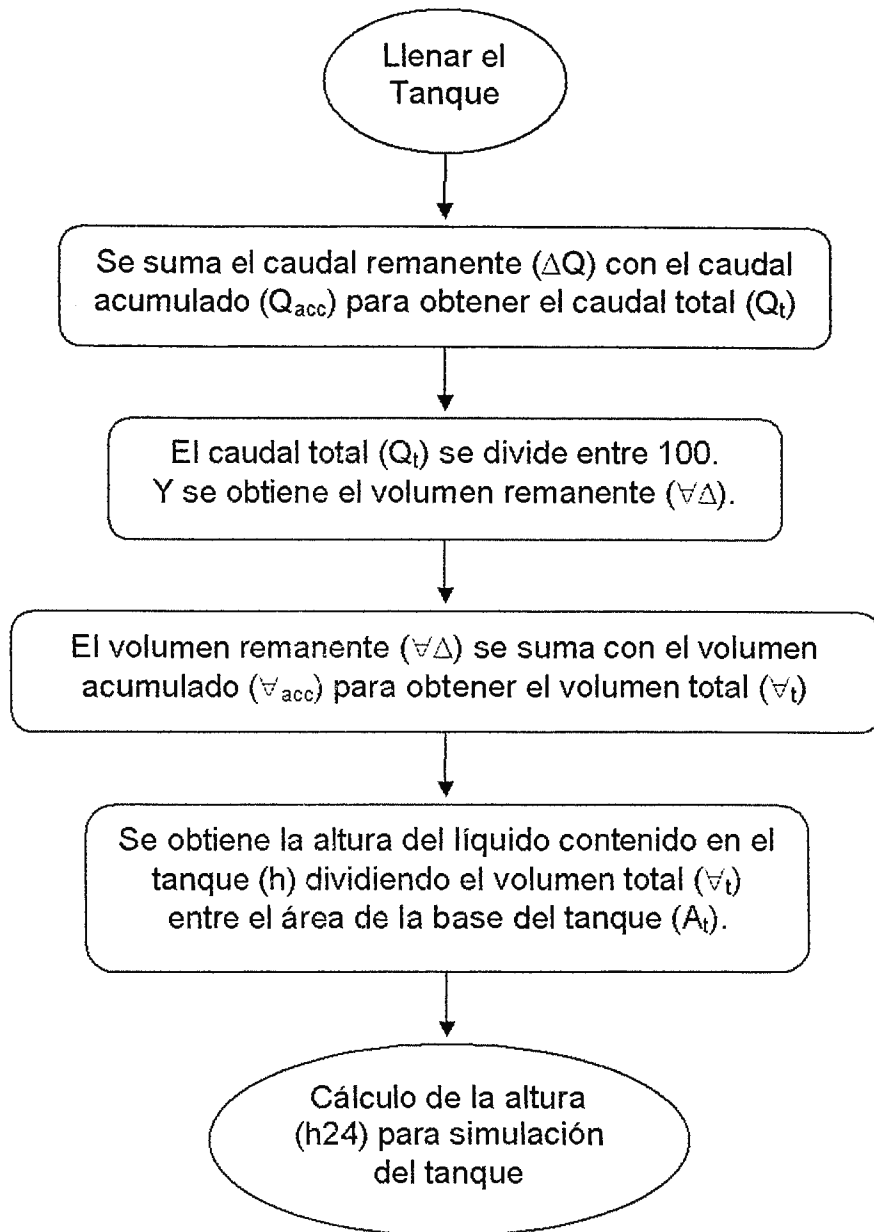 Llenar el
Tanque
Se suma el caudal remanente (ΔQ) con el caudal
acumulado (Qacc) para obtener el caudal total (Qt)
El caudal total (Qt) se divide entre 100.
Y se obtiene el volumen remanente (∀Δ).
El volumen remanente (∀Δ) se suma con el volumen
acumulado (∀acc) para obtener el volumen total (∀t)
Se obtiene la altura del líquido contenido en el
tanque (h) dividiendo el volumen total (∀t)
entre el área de la base del tanque (At).
Cálculo de la altura
(h24) para simulación
del tanque